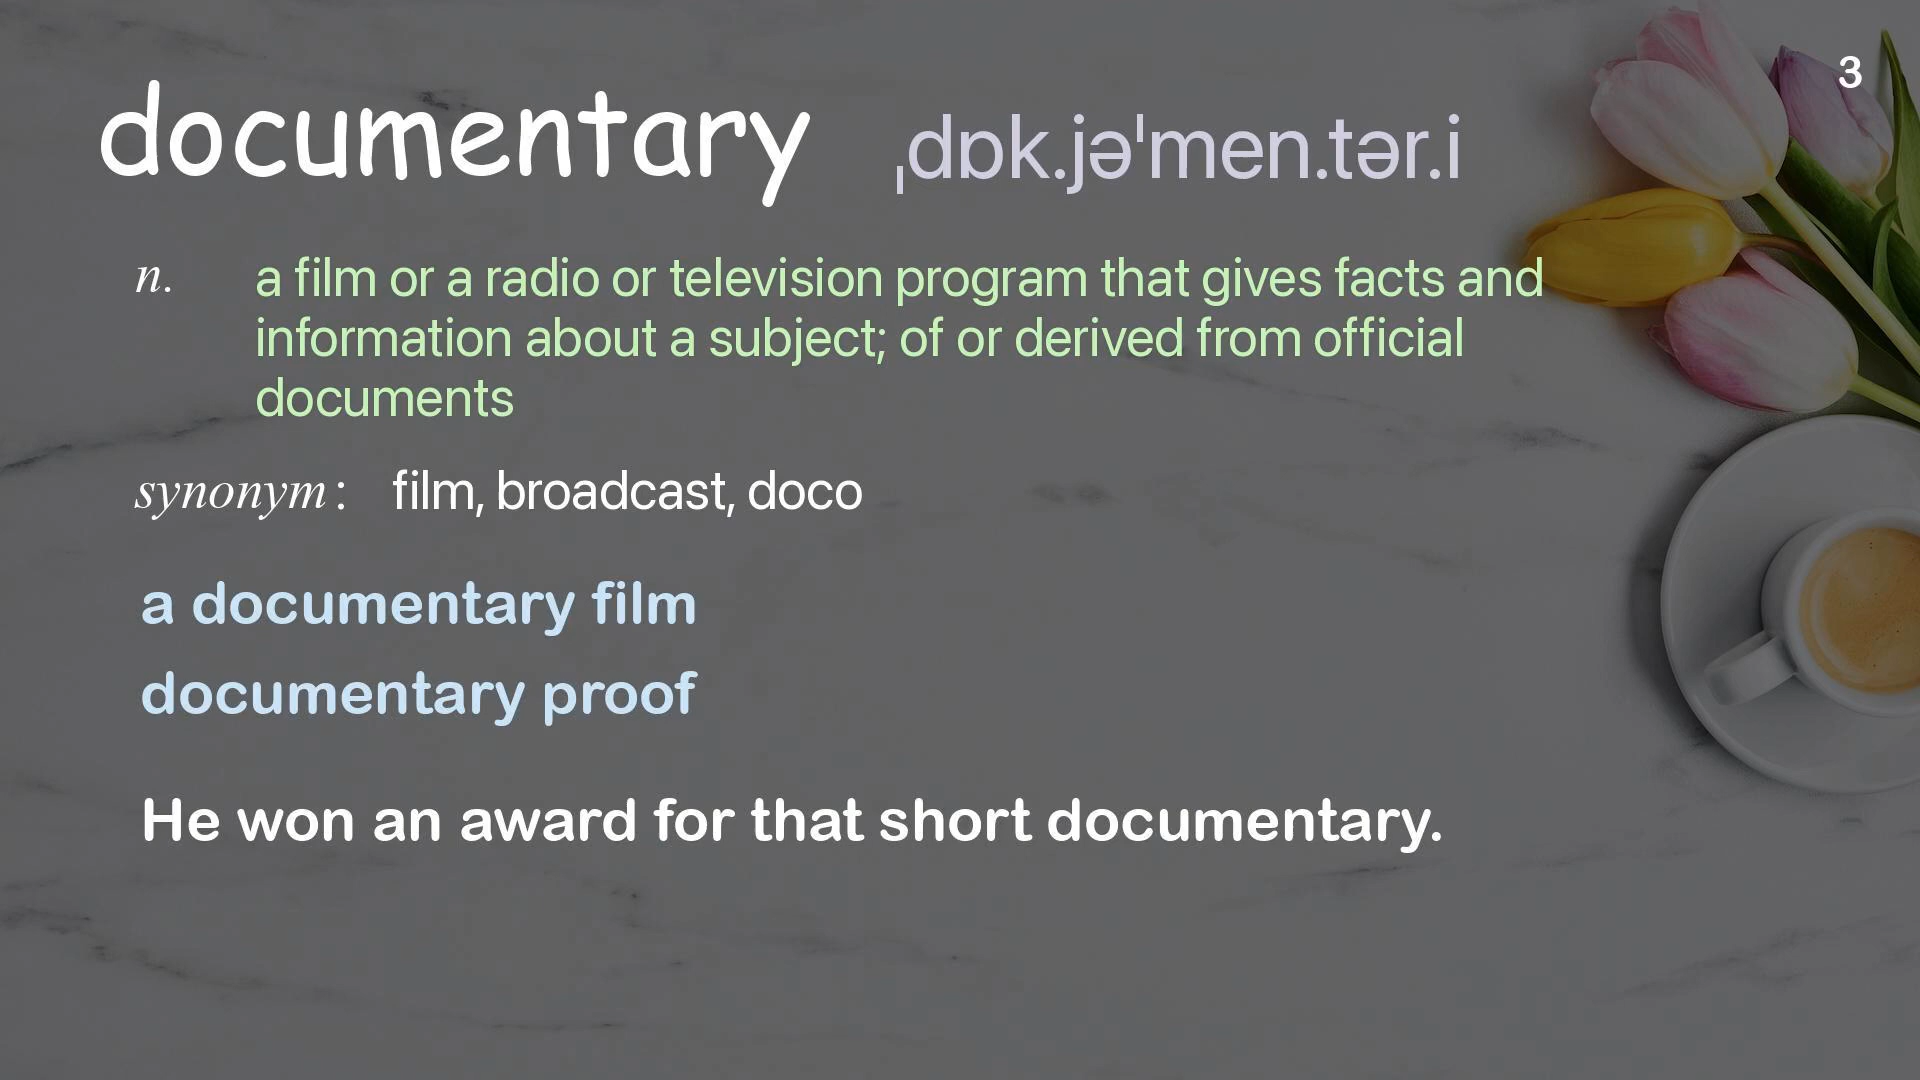 3
documentary ˌdɒk.jəˈmen.tər.i
n. a film or a radio or television program that gives facts and
information about a subject; of or derived from official
documents
synonym : film, broadcast, doco
a documentary film
documentary proof
He won an award for that short documentary.